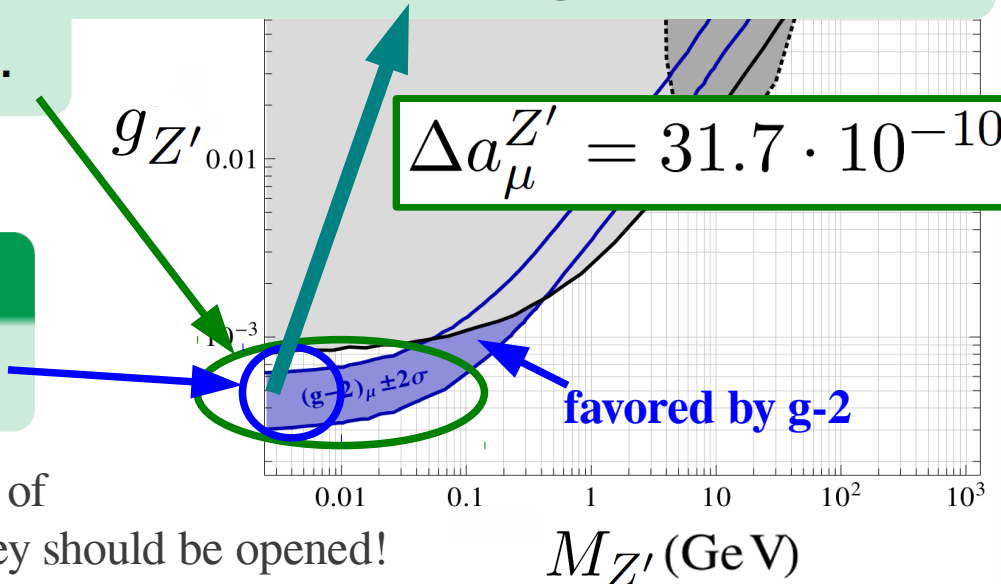 .
g_{Z'}
0.01
Δa_μ^{Z'} = 31.7 · 10^{-10}
10^{-3}
(g-2)_μ ±2σ
favored by g-2
0.01 0.1 1 10 10^2 10^3
of
ey should be opened!
M_{Z'} (GeV)